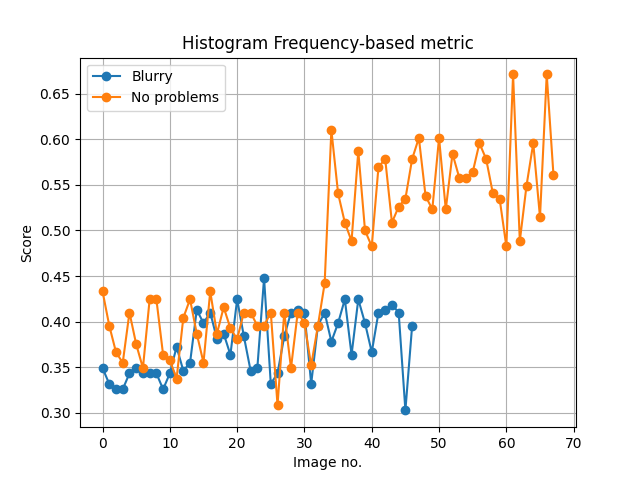 Histogram Frequency-based metric
Blurry
No problems
Score
0.65
0.60
0.55
0.50
0.45
0.40
0.35
0.30
0 10 20 30 40 50 60 70
Image no.